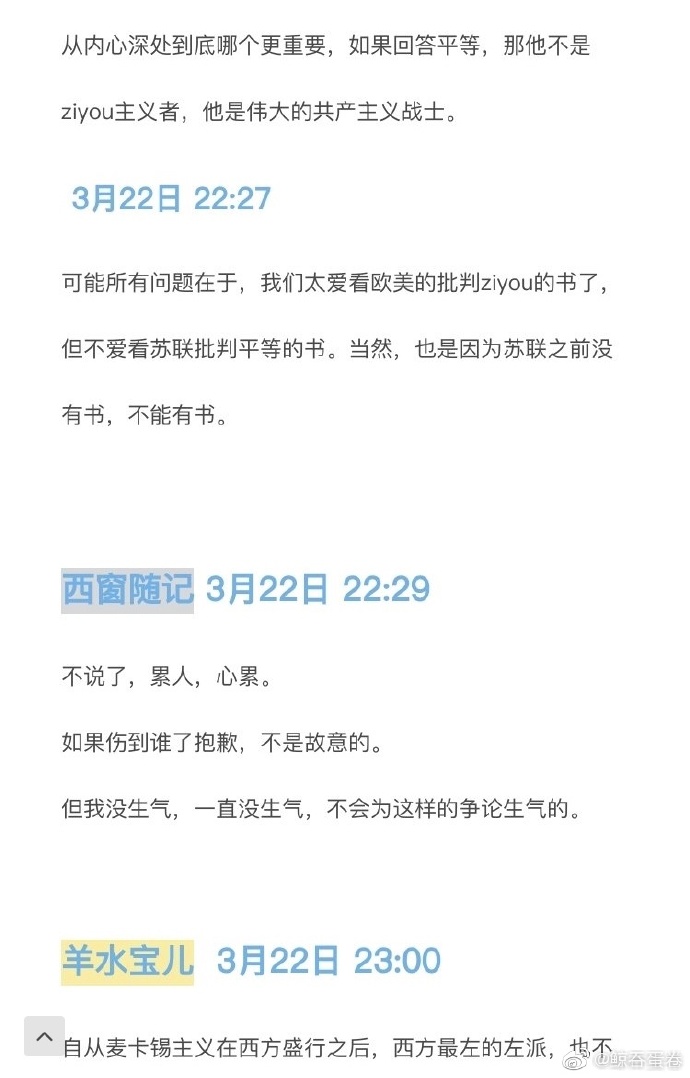 从内心深处到底哪个更重要，如果回答平等，那他不是
ziyou主义者，他是伟大的共产主义战士。
3月22日 22:27
可能所有问题在于，我们太爱看欧美的批判ziyou的书了，
但不爱看苏联批判平等的书。当然，也是因为苏联之前没
有书，不能有书。
西窗随记 3月22日 22:29
不说了，累人，心累。
如果伤到谁了抱歉，不是故意的。
但我没生气，一直没生气，不会为这样的争论生气的。
羊水宝儿 3月22日 23:00
自从麦卡锡主义在西方盛行之后，西方最左的左派，也不
@鲸吞蛋卷